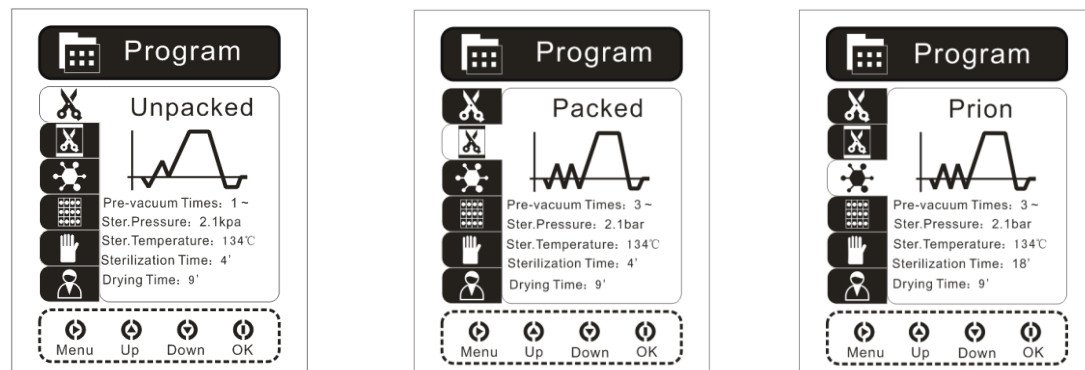 Program
Unpacked
Pre-vacuum Times: 1~
Ster.Pressure: 2.1kpa
Ster.Temperature: 134℃
Sterilization Time: 4'
Drying Time: 9'
Menu Up Down OK
Program
Packed
Pre-vacuum Times: 3~
Ster.Pressure: 2.1bar
Ster.Temperature: 134℃
Sterilization Time: 4'
Drying Time: 9'
Menu Up Down OK
Program
Prion
Pre-vacuum Times: 3~
Ster.Pressure: 2.1bar
Ster.Temperature: 134℃
Sterilization Time: 18'
Drying Time: 9'
Menu Up Down OK